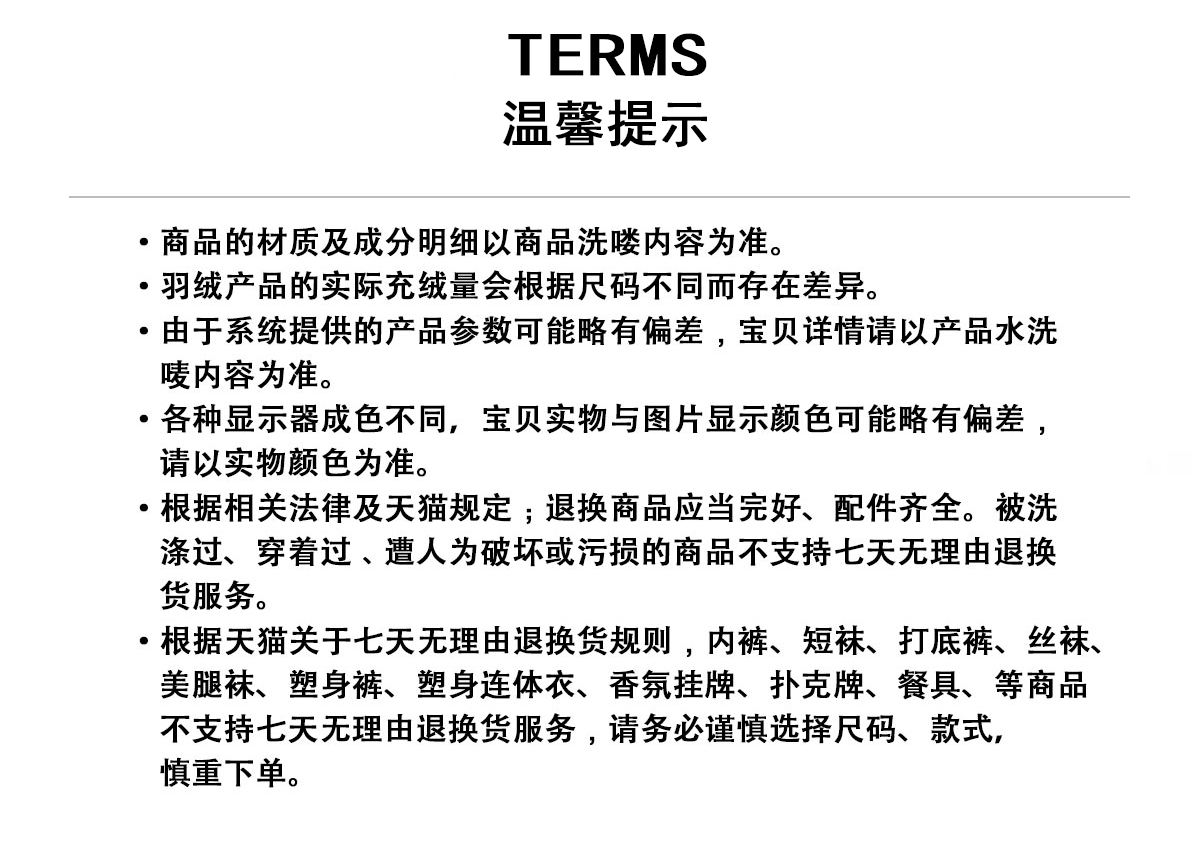 TERMS
温馨提示
•商品的材质及成分明细以商品洗喽内容为准。
•羽绒产品的实际充绒量会根据尺码不同而存在差异。
•由于系统提供的产品参数可能略有偏差，宝贝详情请以产品水洗
唛内容为准。
•各种显示器成色不同，宝贝实物与图片显示颜色可能略有偏差，
请以实物颜色为准。
•根据相关法律及天猫规定；退换商品应当完好、配件齐全。被洗
涤过、穿着过、遭人为破坏或污损的商品不支持七天无理由退换
货服务。
•根据天猫关于七天无理由退换货规则，内裤、短袜、打底裤、丝袜、
美腿袜、塑身裤、塑身连体衣、香氛挂牌、扑克牌、餐具、等商品
不支持七天无理由退换货服务，请务必谨慎选择尺码、款式,
慎重下单。